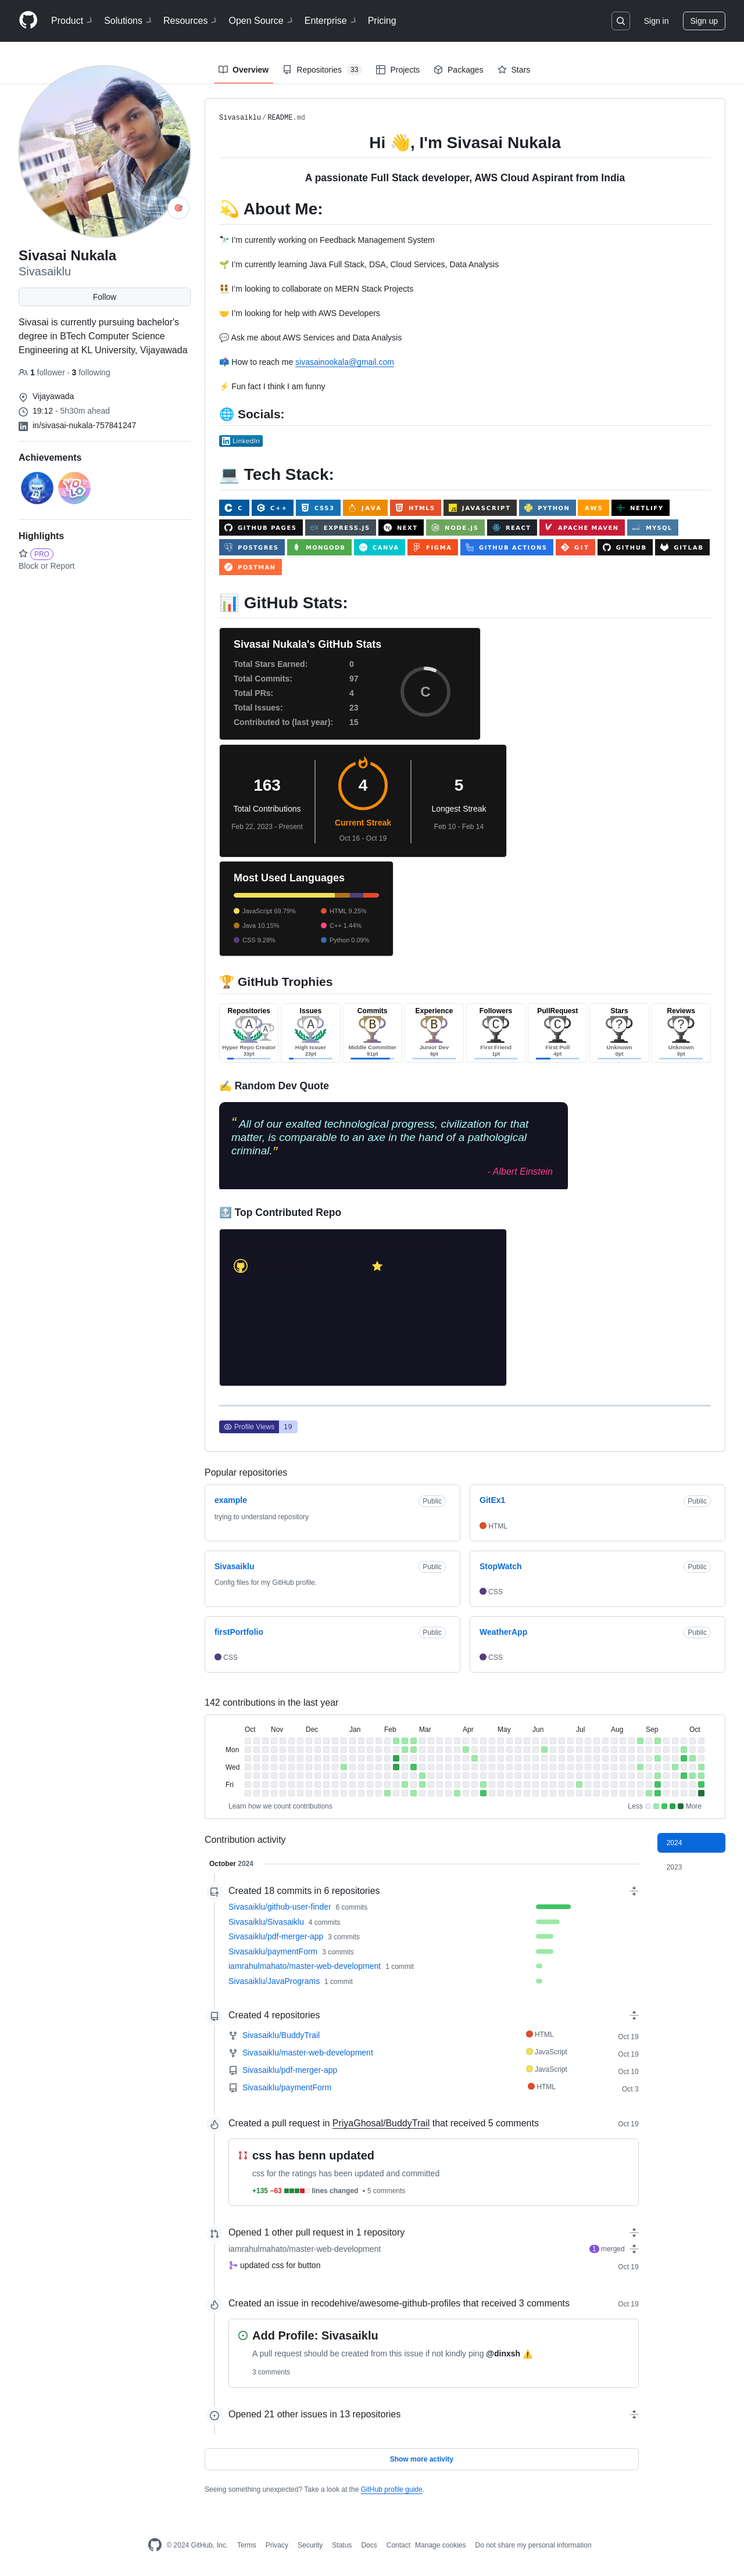 Product
Solutions
Resources
Open Source
Enterprise
Pricing
Sign in
Sign up
Overview
Repositories 33
Projects
Packages
Stars
Sivasai Nukala
Sivasaiklu
Follow
Sivasai is currently pursuing bachelor's
degree in BTech Computer Science
Engineering at KL University, Vijayawada
1 follower · 3 following
Vijayawada
19:12 - 5h30m ahead
in/sivasai-nukala-757841247
Achievements
Highlights
PRO
Block or Report
Sivasaiklu/README.md
Hi 👋, I'm Sivasai Nukala
A passionate Full Stack developer, AWS Cloud Aspirant from India
💫 About Me:
🔭 I'm currently working on Feedback Management System
🌱 I'm currently learning Java Full Stack, DSA, Cloud Services, Data Analysis
👯 I'm looking to collaborate on MERN Stack Projects
🤝 I'm looking for help with AWS Developers
💬 Ask me about AWS Services and Data Analysis
📫 How to reach me sivasainookala@gmail.com
⚡ Fun fact I think I am funny
🌐 Socials:
LinkedIn
💻 Tech Stack:
C C++ CSS3 JAVA HTML5 JAVASCRIPT PYTHON AWS NETLIFY
GITHUB PAGES EXPRESS.JS NEXT NODE.JS REACT APACHE MAVEN MYSQL
POSTGRES MONGODB CANVA FIGMA GITHUB ACTIONS GIT GITHUB GITLAB
POSTMAN
📊 GitHub Stats:
Sivasai Nukala's GitHub Stats
Total Stars Earned: 0
Total Commits: 97
Total PRs: 4
Total Issues: 23
Contributed to (last year): 15
C
163
Total Contributions
Feb 22, 2023 - Present
4
Current Streak
Oct 16 - Oct 19
5
Longest Streak
Feb 10 - Feb 14
Most Used Languages
JavaScript 69.79% HTML 9.25%
Java 10.15% C++ 1.44%
CSS 9.28% Python 0.09%
🏆 GitHub Trophies
Repositories Issues Commits Experience Followers PullRequest Stars Reviews
A A A B B C C ? ?
Hyper Repo Creator High Issuer Middle Committer Junior Dev First Friend First Pull Unknown Unknown
33pt 23pt 91pt 6pt 1pt 4pt 0pt 0pt
✍️ Random Dev Quote
“ All of our exalted technological progress, civilization for that
matter, is comparable to an axe in the hand of a pathological
criminal.”
- Albert Einstein
🔝 Top Contributed Repo
Profile Views 19
Popular repositories
example Public
trying to understand repository
GitEx1 Public
HTML
Sivasaiklu Public
Config files for my GitHub profile.
StopWatch Public
CSS
firstPortfolio Public
CSS
WeatherApp Public
CSS
142 contributions in the last year
Oct Nov Dec Jan Feb Mar Apr May Jun Jul Aug Sep Oct
Mon
Wed
Fri
Learn how we count contributions
Less More
Contribution activity
2024
2023
October 2024
Created 18 commits in 6 repositories
Sivasaiklu/github-user-finder 6 commits
Sivasaiklu/Sivasaiklu 4 commits
Sivasaiklu/pdf-merger-app 3 commits
Sivasaiklu/paymentForm 3 commits
iamrahulmahato/master-web-development 1 commit
Sivasaiklu/JavaPrograms 1 commit
Created 4 repositories
Sivasaiklu/BuddyTrail HTML Oct 19
Sivasaiklu/master-web-development JavaScript Oct 19
Sivasaiklu/pdf-merger-app JavaScript Oct 10
Sivasaiklu/paymentForm HTML Oct 3
Created a pull request in PriyaGhosal/BuddyTrail that received 5 comments Oct 19
css has benn updated
css for the ratings has been updated and committed
+135 −63 lines changed • 5 comments
Opened 1 other pull request in 1 repository
iamrahulmahato/master-web-development 1 merged
updated css for button Oct 19
Created an issue in recodehive/awesome-github-profiles that received 3 comments Oct 19
Add Profile: Sivasaiklu
A pull request should be created from this issue if not kindly ping @dinxsh ⚠️
3 comments
Opened 21 other issues in 13 repositories
Show more activity
Seeing something unexpected? Take a look at the GitHub profile guide.
© 2024 GitHub, Inc. Terms Privacy Security Status Docs Contact Manage cookies Do not share my personal information